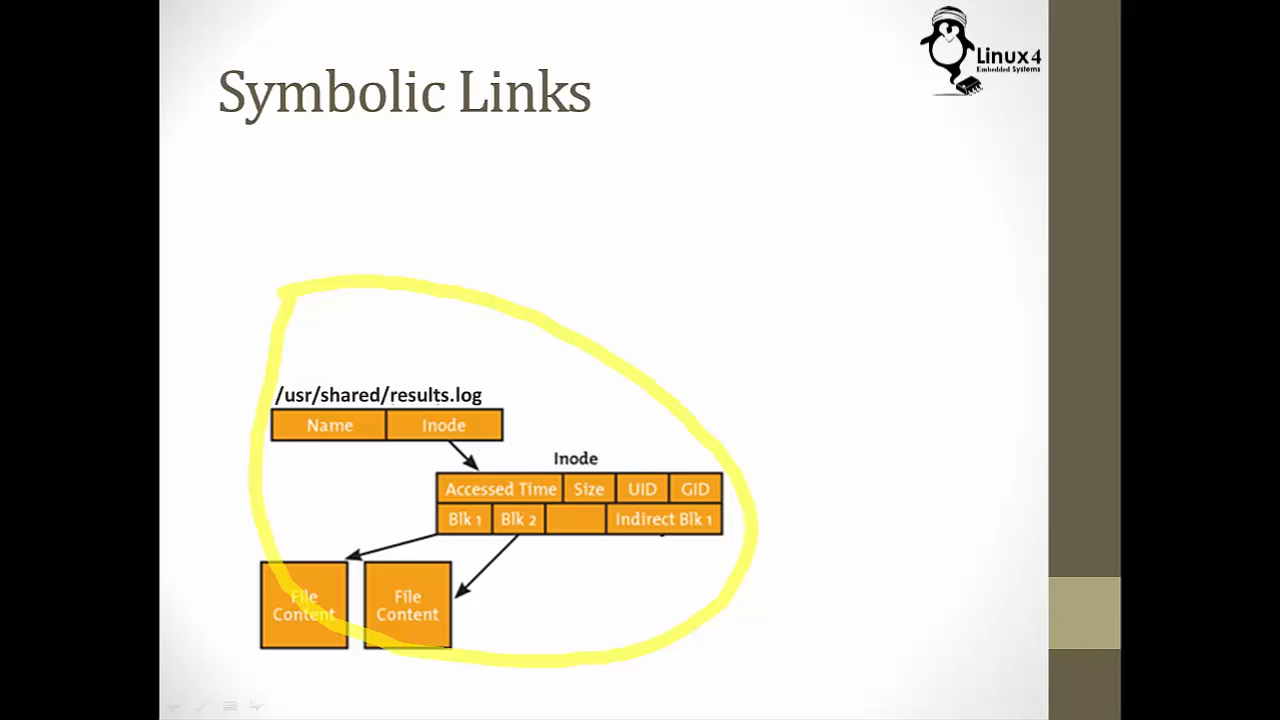 Linux4
Embedded Systems
Symbolic Links
/usr/shared/results.log
Name Inode
Inode
Accessed Time Size UID GID
Blk 1 Blk 2 Indirect Blk 1
File
Content
File
Content